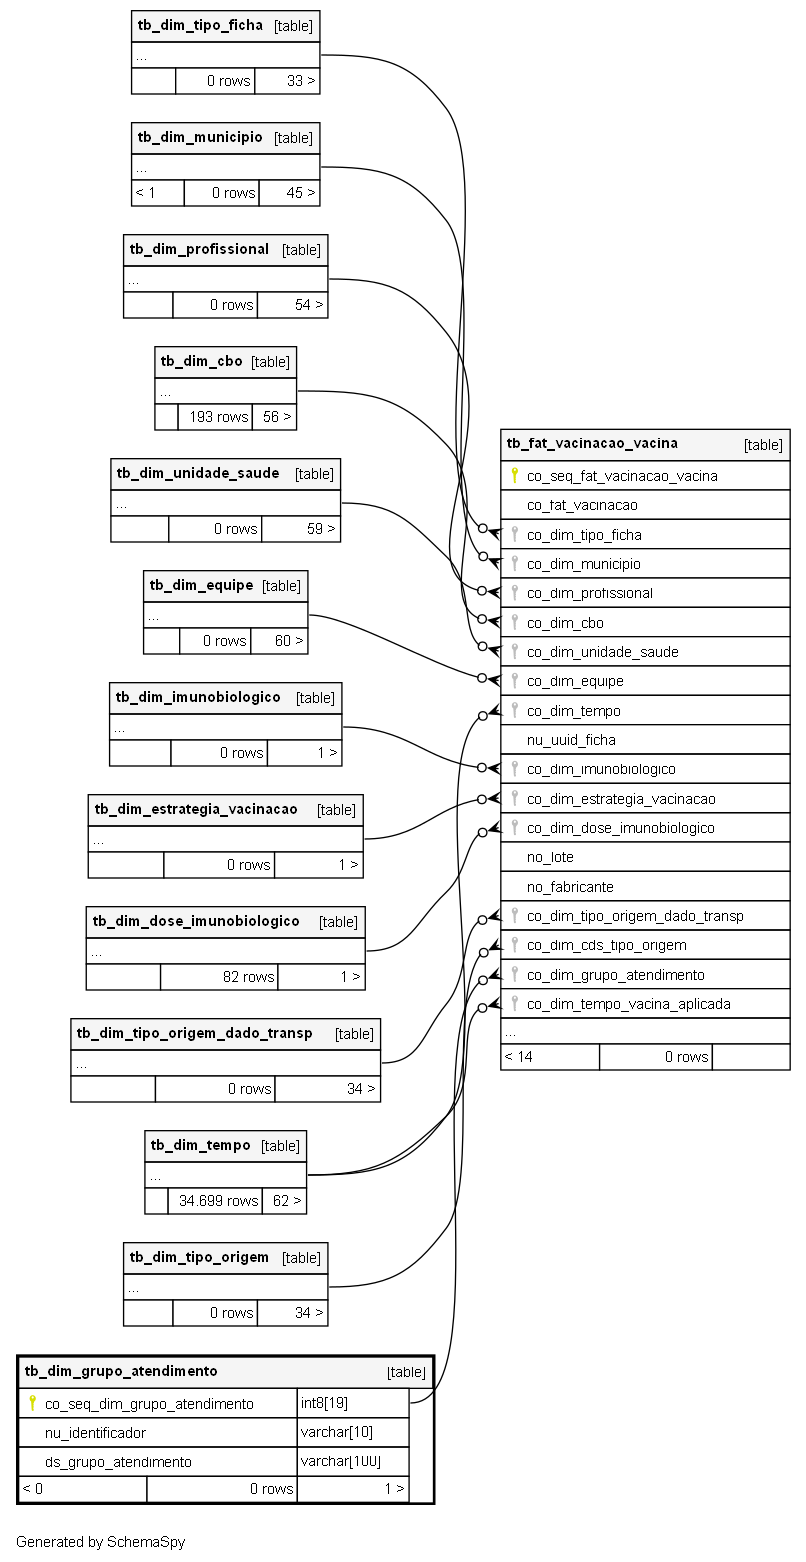 tb_dim_tipo_ficha [table]
...
0 rows 33 >
tb_dim_municipio [table]
...
< 1 0 rows 45 >
tb_dim_profissional [table]
...
0 rows 54 >
tb_dim_cbo [table]
...
193 rows 56 >
tb_dim_unidade_saude [table]
...
0 rows 59 >
tb_dim_equipe [table]
...
0 rows 60 >
tb_dim_imunobiologico [table]
...
0 rows 1 >
tb_dim_estrategia_vacinacao [table]
...
0 rows 1 >
tb_dim_dose_imunobiologico [table]
...
82 rows 1 >
tb_dim_tipo_origem_dado_transp [table]
...
0 rows 34 >
tb_dim_tempo [table]
...
34.699 rows 62 >
tb_dim_tipo_origem [table]
...
0 rows 34 >
tb_dim_grupo_atendimento [table]
co_seq_dim_grupo_atendimento int8[19]
nu_identificador varchar[10]
ds_grupo_atendimento varchar[100]
< 0 0 rows 1 >
tb_fat_vacinacao_vacina [table]
co_seq_fat_vacinacao_vacina
co_fat_vacinacao
co_dim_tipo_ficha
co_dim_municipio
co_dim_profissional
co_dim_cbo
co_dim_unidade_saude
co_dim_equipe
co_dim_tempo
nu_uuid_ficha
co_dim_imunobiologico
co_dim_estrategia_vacinacao
co_dim_dose_imunobiologico
no_lote
no_fabricante
co_dim_tipo_origem_dado_transp
co_dim_cds_tipo_origem
co_dim_grupo_atendimento
co_dim_tempo_vacina_aplicada
...
< 14 0 rows
Generated by SchemaSpy